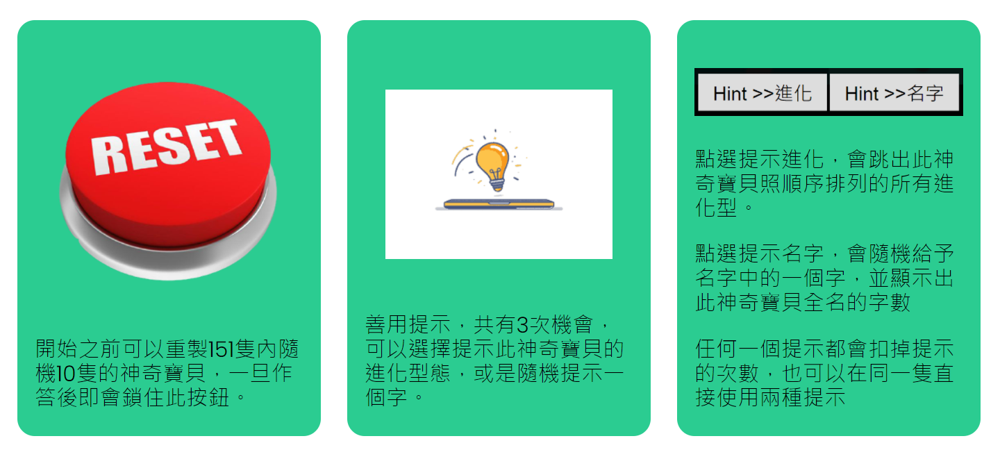 RESET
開始之前可以重製151隻內隨
機10隻的神奇寶貝，一旦作
答後即會鎖住此按鈕。
善用提示，共有3次機會，
可以選擇提示此神奇寶貝的
進化型態，或是隨機提示一
個字。
Hint >>進化 Hint >>名字
點選提示進化，會跳出此神
奇寶貝照順序排列的所有進
化型。
點選提示名字，會隨機給予
名字中的一個字，並顯示出
此神奇寶貝全名的字數
任何一個提示都會扣掉提示
的次數，也可以在同一隻直
接使用兩種提示